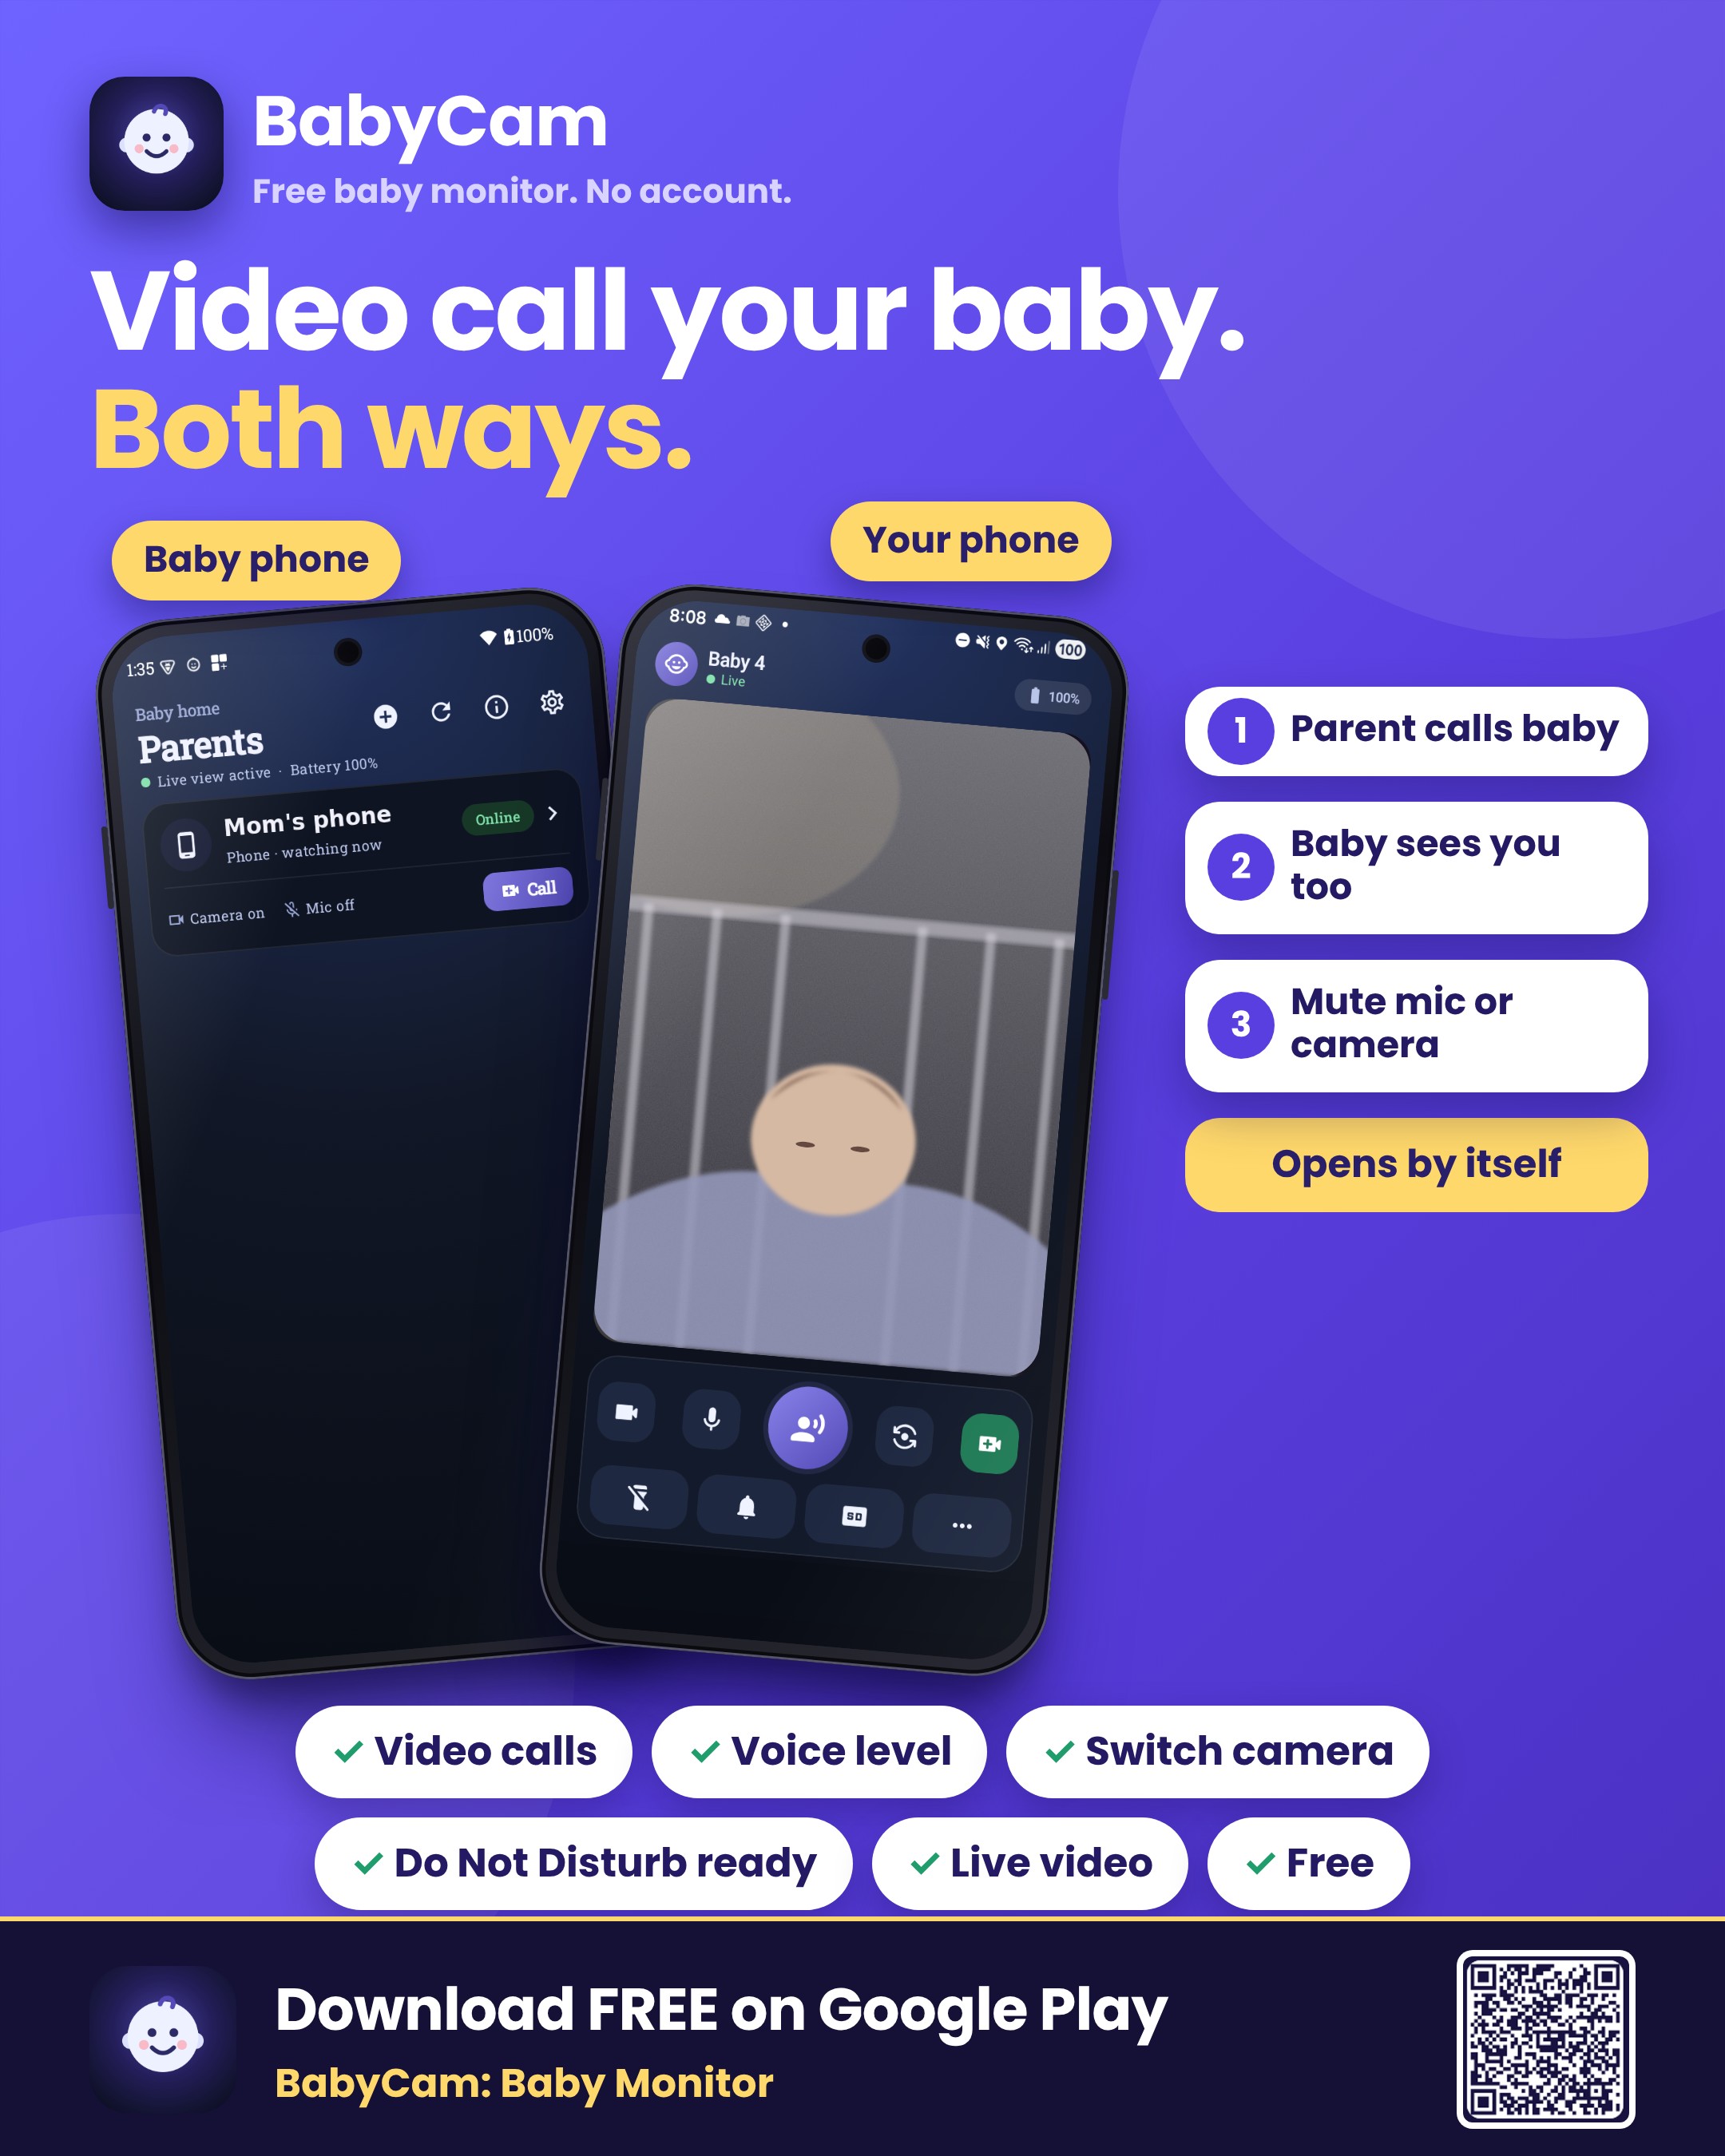 BabyCam
Free baby monitor. No account.
Video call your baby.
Both ways.
Baby phone
Your phone
1:35
100%
Baby home
Parents
Live view active · Battery 100%
Mom's phone
Phone · watching now
Online
Camera on
Mic off
Call
8:08
100
Baby 4
Live
100%
1 Parent calls baby
2 Baby sees you
too
3 Mute mic or
camera
Opens by itself
SD
Video calls
Voice level
Switch camera
Do Not Disturb ready
Live video
Free
Download FREE on Google Play
BabyCam: Baby Monitor